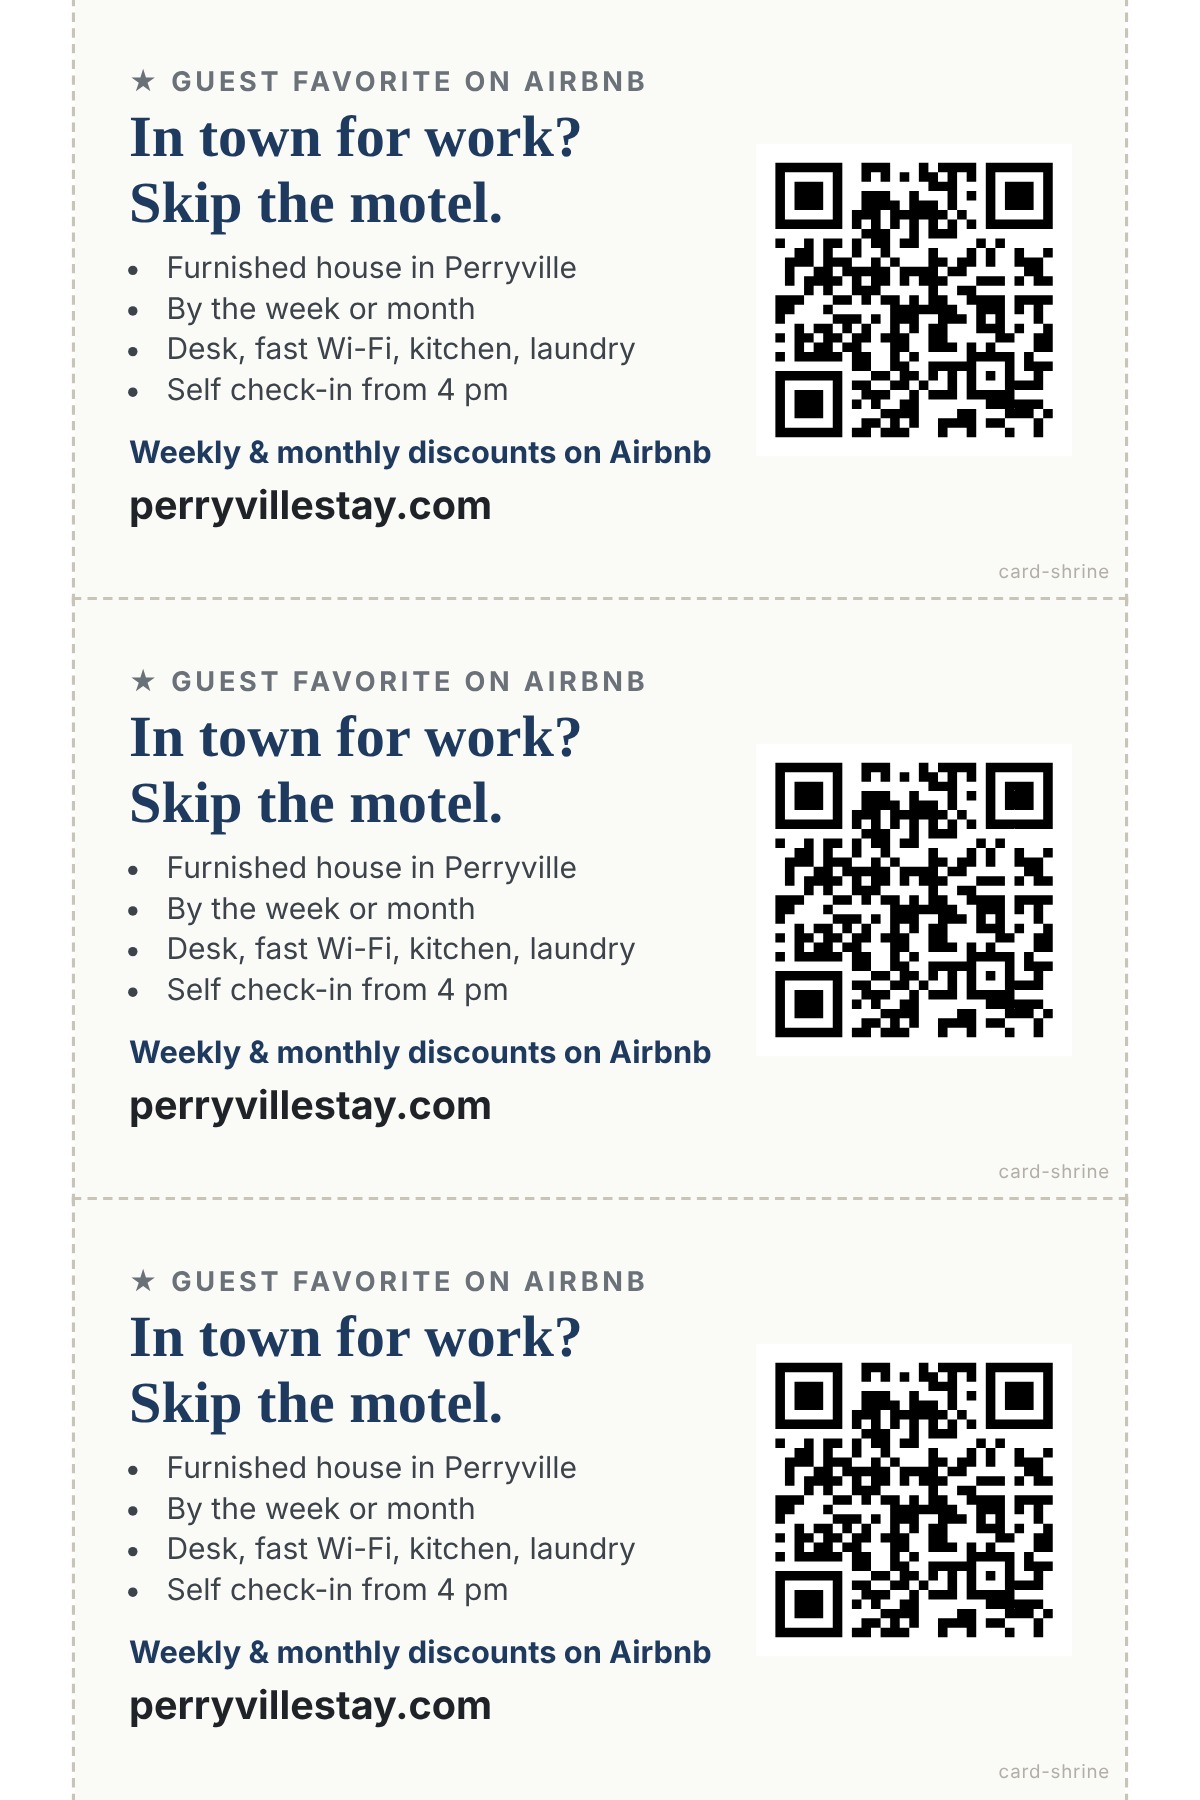 ★ GUEST FAVORITE ON AIRBNB
In town for work?
Skip the motel.
• Furnished house in Perryville
• By the week or month
• Desk, fast Wi-Fi, kitchen, laundry
• Self check-in from 4 pm
Weekly & monthly discounts on Airbnb
perryvillestay.com
card-shrine
★ GUEST FAVORITE ON AIRBNB
In town for work?
Skip the motel.
• Furnished house in Perryville
• By the week or month
• Desk, fast Wi-Fi, kitchen, laundry
• Self check-in from 4 pm
Weekly & monthly discounts on Airbnb
perryvillestay.com
card-shrine
★ GUEST FAVORITE ON AIRBNB
In town for work?
Skip the motel.
• Furnished house in Perryville
• By the week or month
• Desk, fast Wi-Fi, kitchen, laundry
• Self check-in from 4 pm
Weekly & monthly discounts on Airbnb
perryvillestay.com
card-shrine